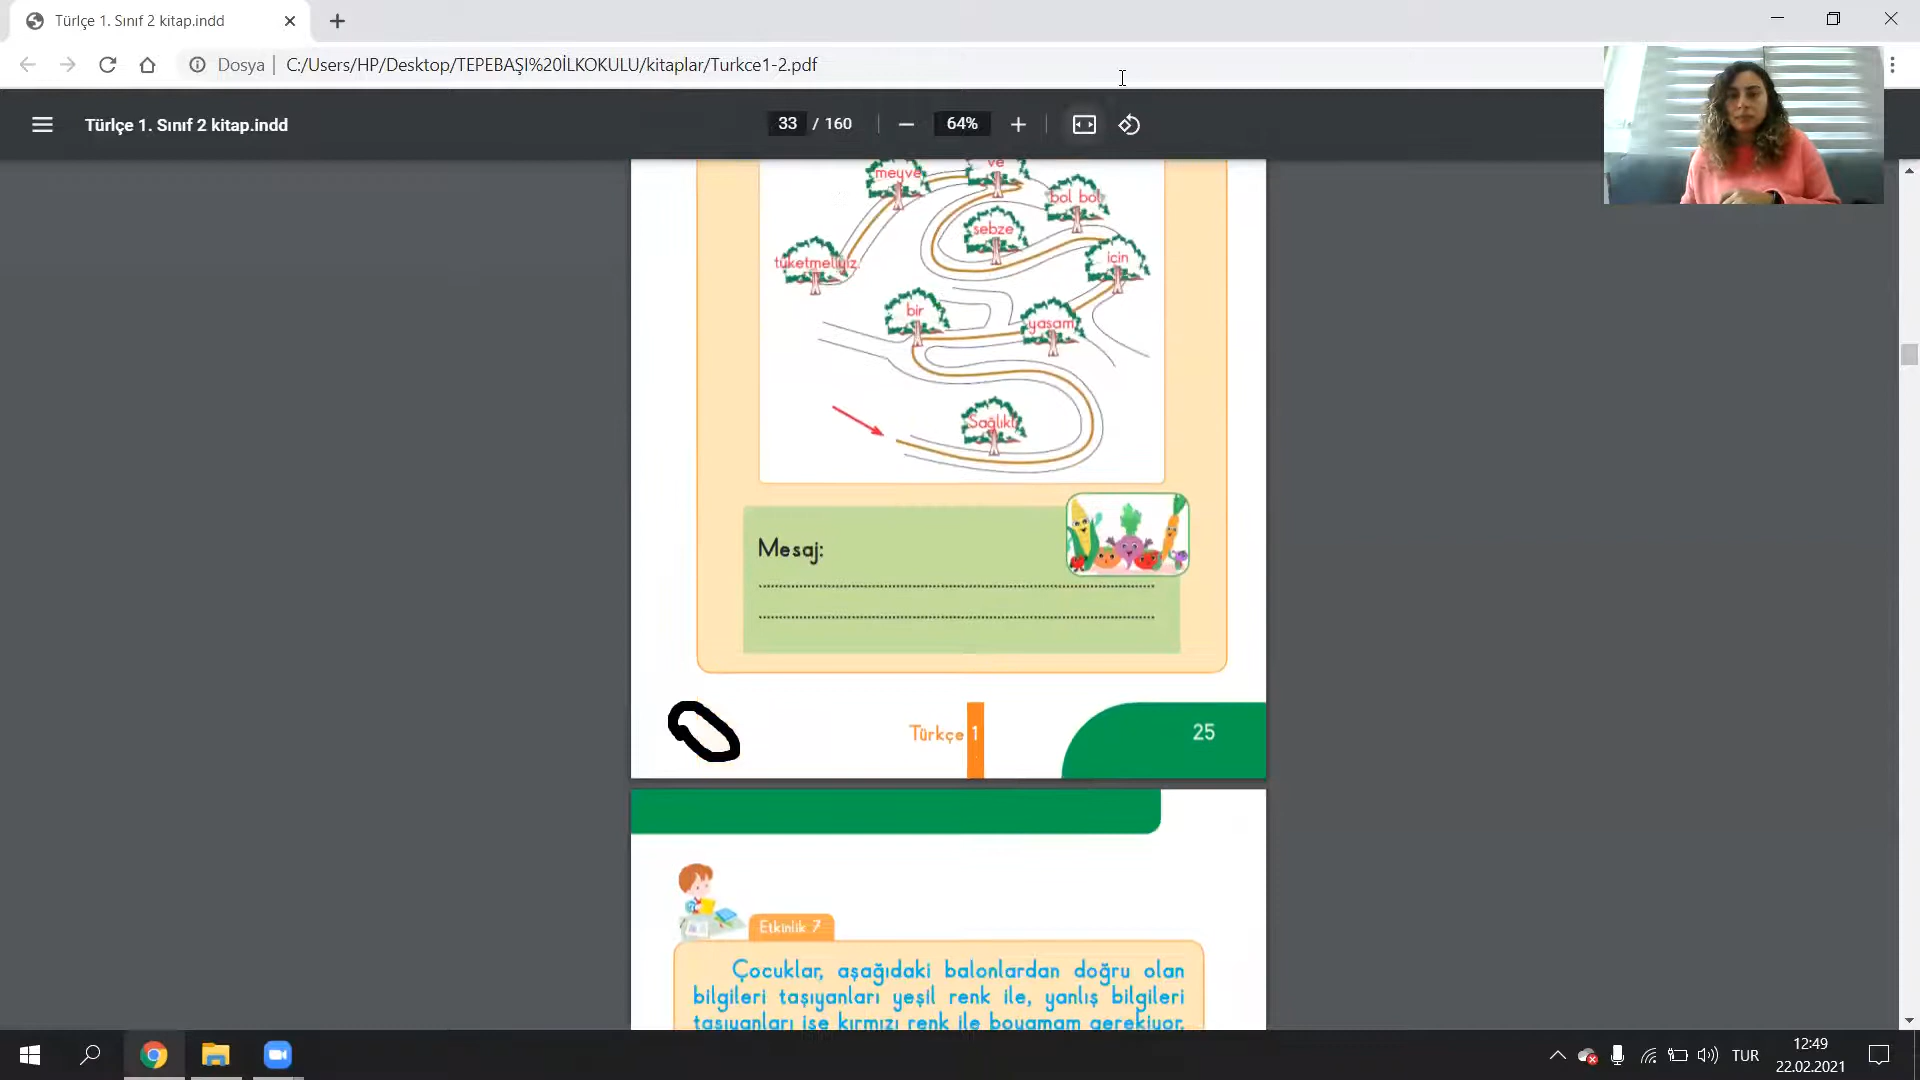 Türlçe 1. Sınıf 2 kitap.indd
Dosya | C:/Users/HP/Desktop/TEPEBAŞI%20İLKOKULU/kitaplar/Turkce1-2.pdf
Türlçe 1. Sınıf 2 kitap.indd
33 / 160
64%
meyve
ve
bol bol
sebze
tüketmeliyiz.
için
bir
yaşam
Sağlıklı
Mesaj:
Türkçe 1
25
Etkinlik 7
Çocuklar, aşağıdaki balonlardan doğru olan
bilgileri taşıyanları yeşil renk ile, yanlış bilgileri
taşıyanları ise kırmızı renk ile boyamam gerekiyor.
TUR
12:49
22.02.2021